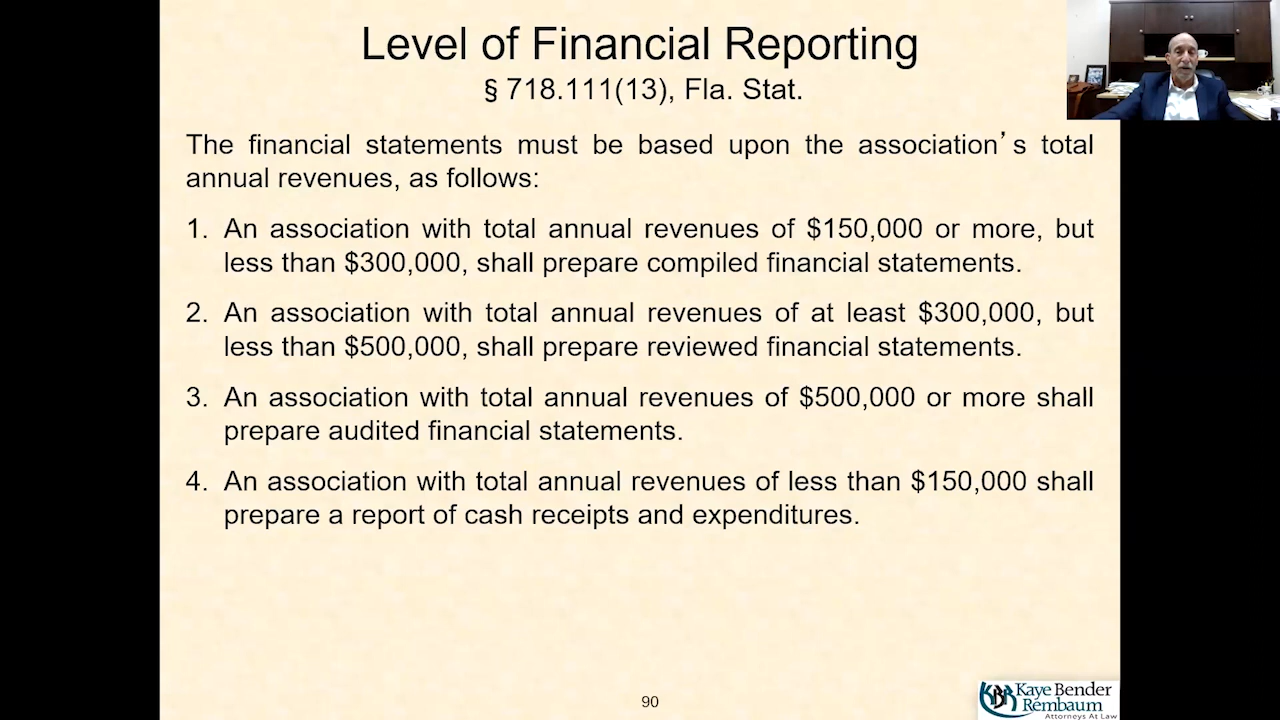 Level of Financial Reporting
§ 718.111(13), Fla. Stat.
The financial statements must be based upon the association's total
annual revenues, as follows:
1. An association with total annual revenues of $150,000 or more, but
less than $300,000, shall prepare compiled financial statements.
2. An association with total annual revenues of at least $300,000, but
less than $500,000, shall prepare reviewed financial statements.
3. An association with total annual revenues of $500,000 or more shall
prepare audited financial statements.
4. An association with total annual revenues of less than $150,000 shall
prepare a report of cash receipts and expenditures.
90
KBR Kaye Bender
Rembaum
Attorneys At Law